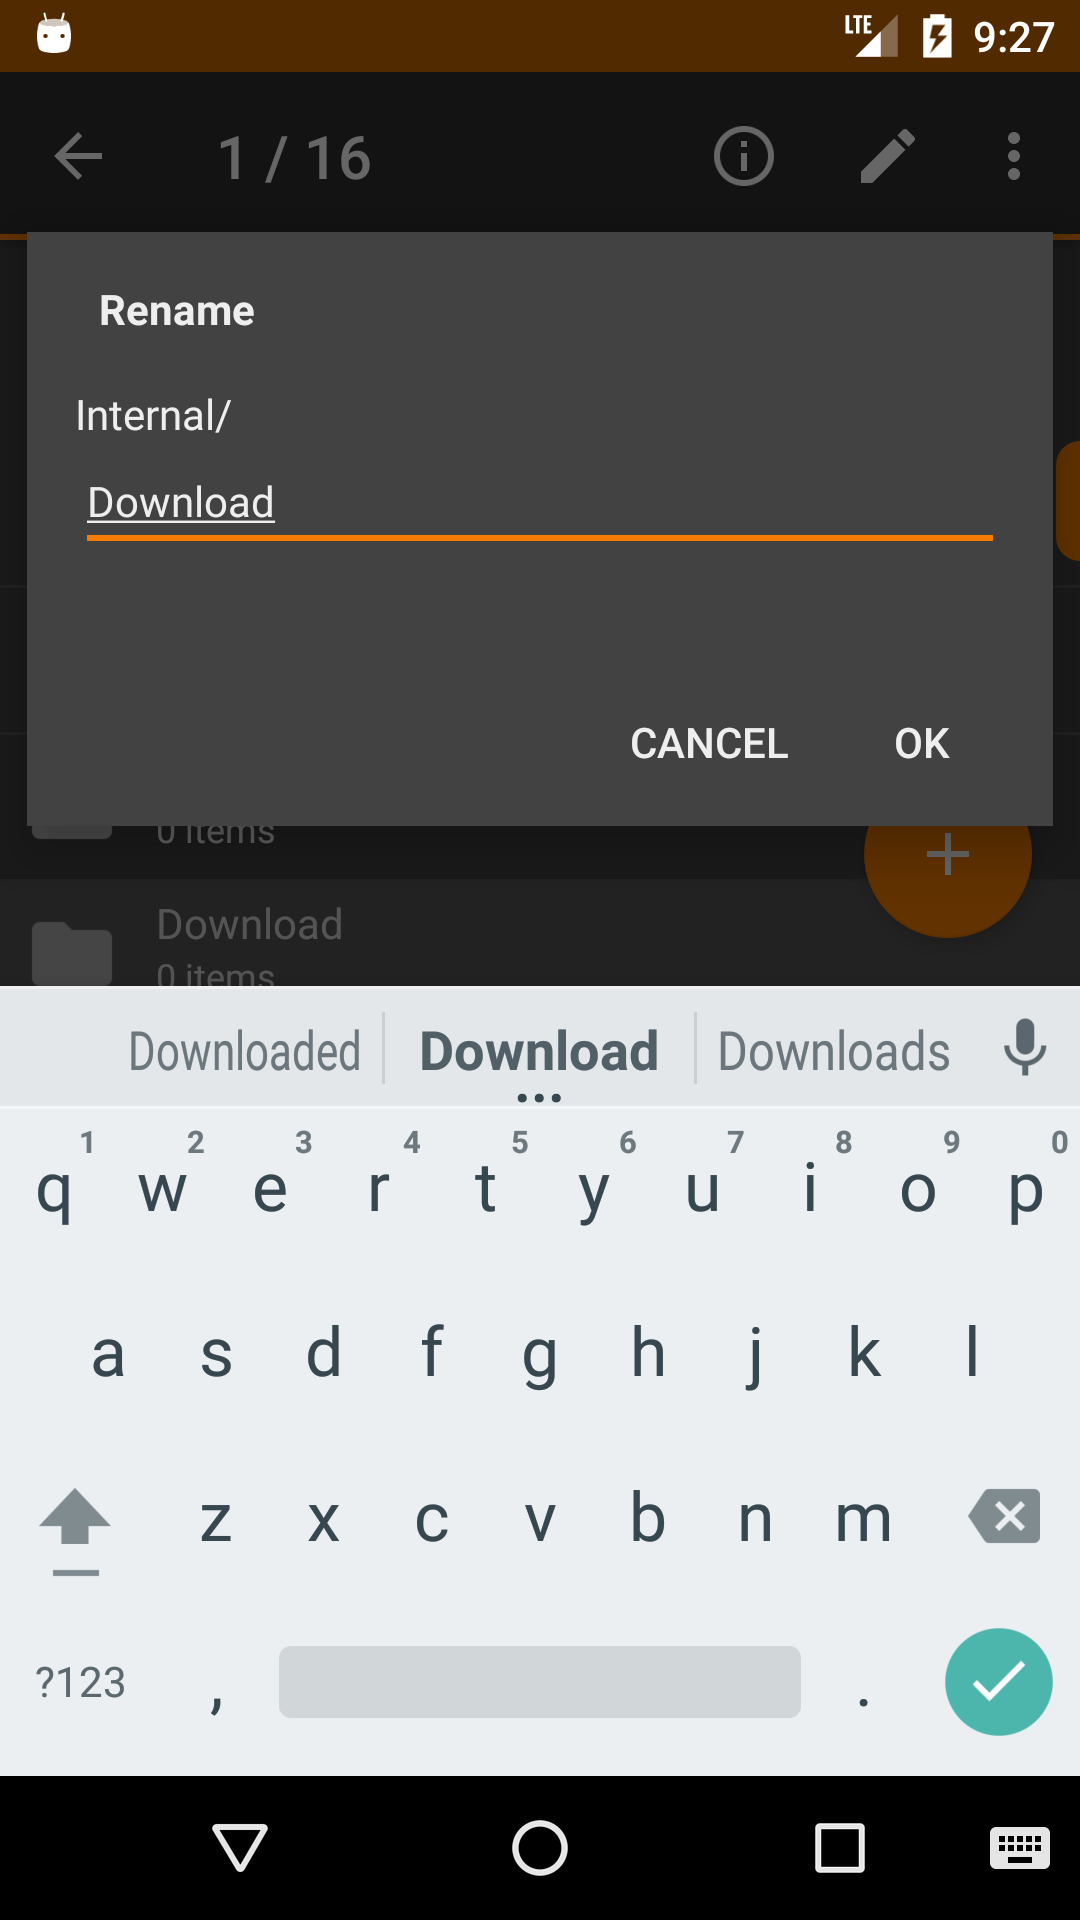 LTE 9:27
1 / 16
Rename
Internal/
Download
CANCEL OK
0 items
Download
0 items
Downloaded Download Downloads
1 2 3 4 5 6 7 8 9 0
q w e r t y u i o p
a s d f g h j k l
z x c v b n m
?123 , .